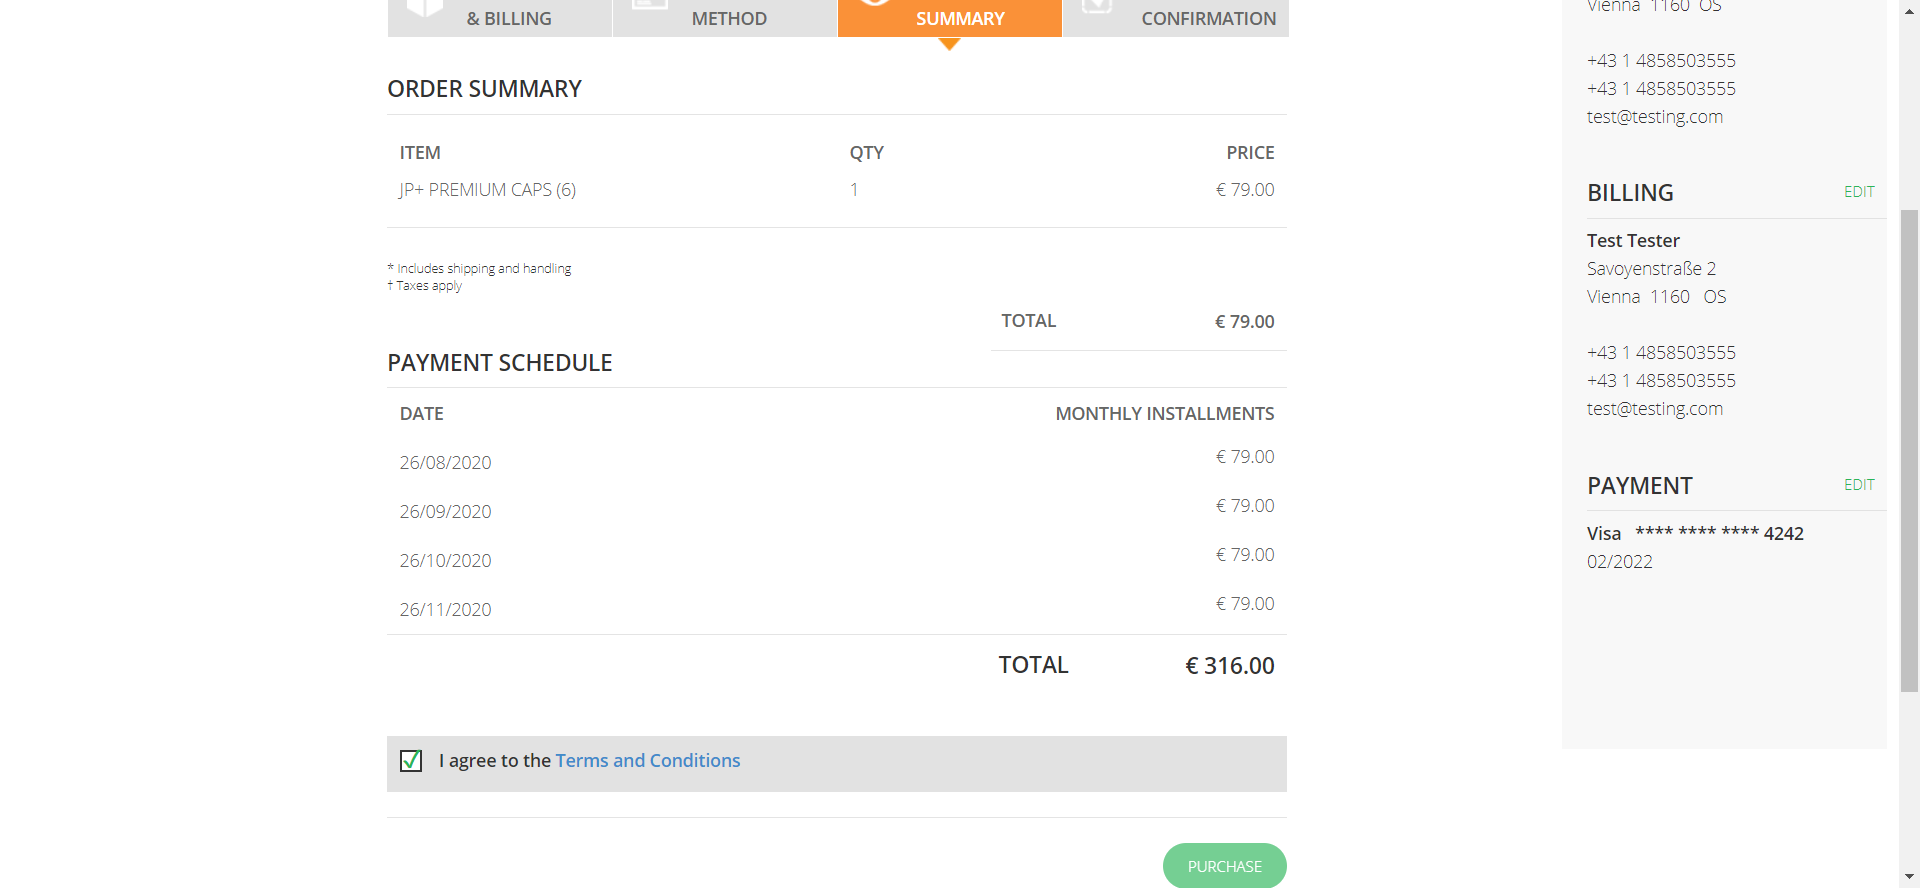 & BILLING
METHOD
SUMMARY
CONFIRMATION
ORDER SUMMARY
ITEM QTY PRICE
JP+ PREMIUM CAPS (6) 1 € 79.00
* Includes shipping and handling
† Taxes apply
TOTAL € 79.00
PAYMENT SCHEDULE
DATE MONTHLY INSTALLMENTS
26/08/2020 € 79.00
26/09/2020 € 79.00
26/10/2020 € 79.00
26/11/2020 € 79.00
TOTAL € 316.00
I agree to the Terms and Conditions
PURCHASE
Vienna 1160 OS
+43 1 4858503555
+43 1 4858503555
test@testing.com
BILLING EDIT
Test Tester
Savoyenstraße 2
Vienna 1160 OS
+43 1 4858503555
+43 1 4858503555
test@testing.com
PAYMENT EDIT
Visa **** **** **** 4242
02/2022